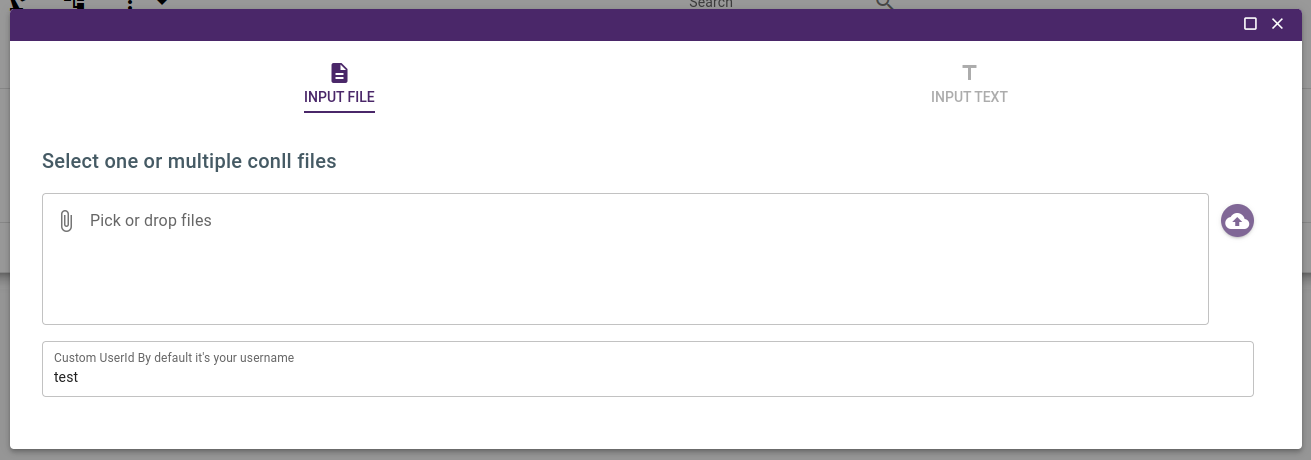 Search
INPUT FILE
INPUT TEXT
Select one or multiple conll files
Pick or drop files
Custom UserId By default it's your username
test